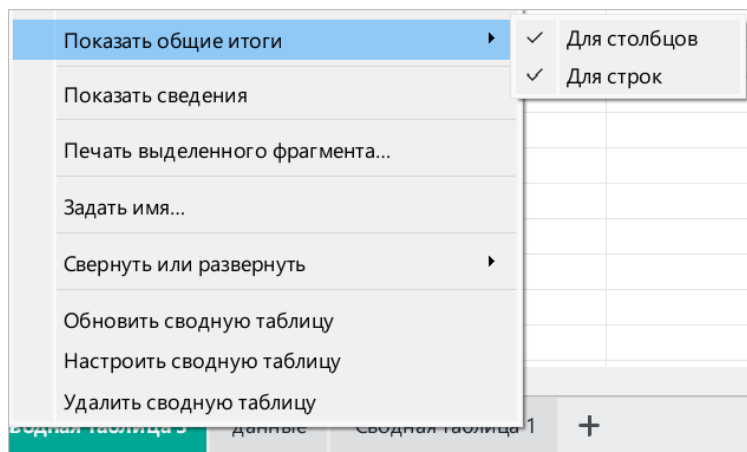 Показать общие итоги
Для столбцов
Для строк
Показать сведения
Печать выделенного фрагмента...
Задать имя...
Свернуть или развернуть
Обновить сводную таблицу
Настроить сводную таблицу
Удалить сводную таблицу
таблица данные Сводная таблица 1 +